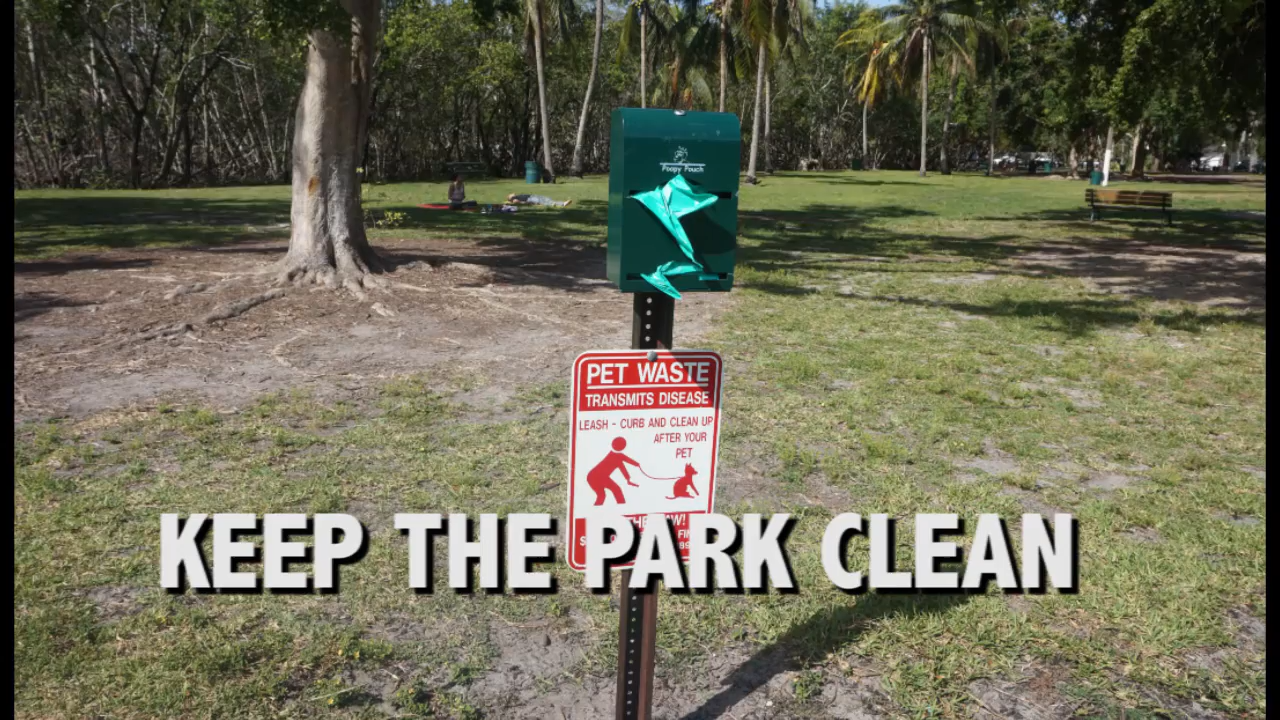 Poopy Pouch
PET WASTE
TRANSMITS DISEASE
LEASH - CURB AND CLEAN UP
AFTER YOUR
PET
KEEP THE PARK CLEAN